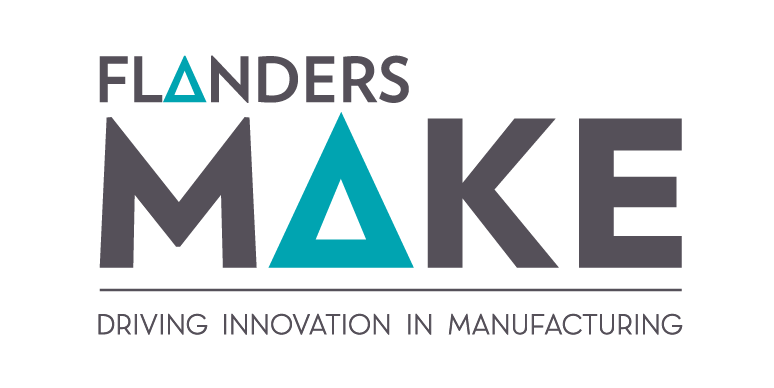 FLANDERS
MAKE
DRIVING INNOVATION IN MANUFACTURING